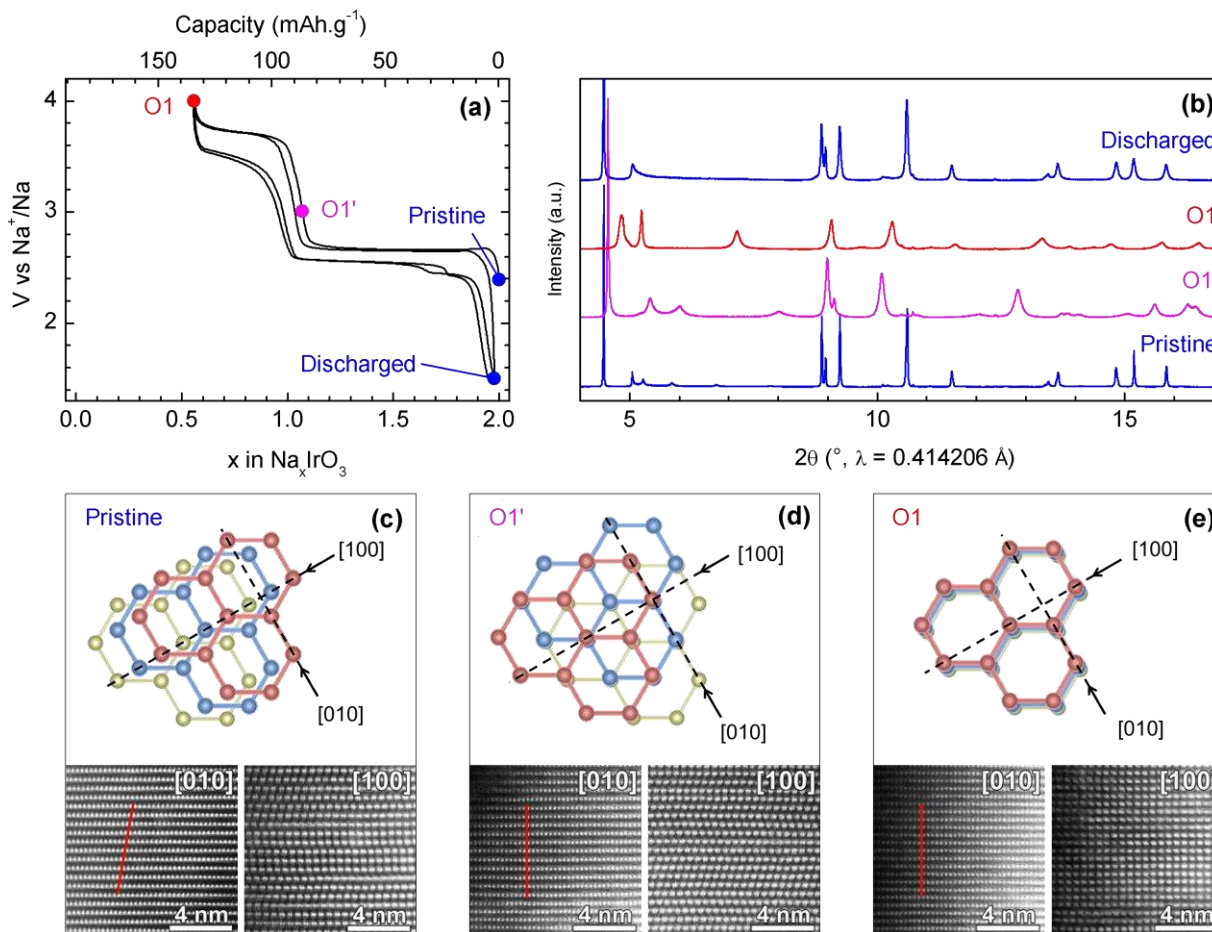 Capacity (mAh.g⁻¹)
150 100 50 0
(a)
4
3
2
V vs Na⁺/Na
O1
O1'
Pristine
Discharged
0.0 0.5 1.0 1.5 2.0
x in NaₓIrO₃
(b)
Intensity (a.u.)
Discharged
O1
O1
Pristine
5 10 15
2θ (°, λ = 0.414206 Å)
Pristine
(c)
[100]
[010]
[010]
4 nm
[100]
4 nm
O1'
(d)
[100]
[010]
[010]
4 nm
[100]
4 nm
O1
(e)
[100]
[010]
[010]
4 nm
[100]
4 nm